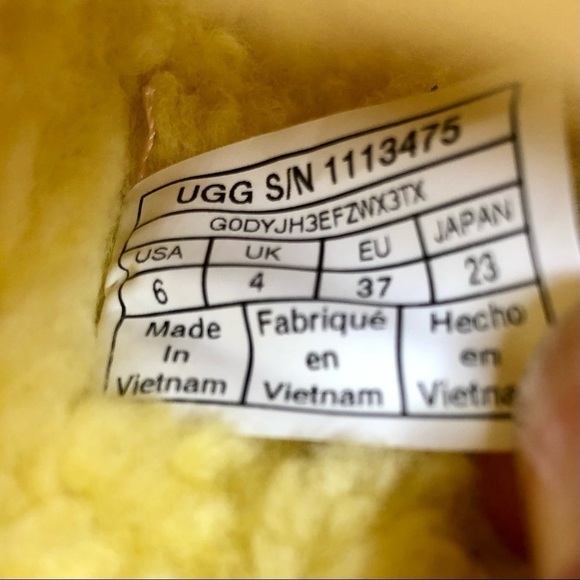 UGG S/N 1113475
G0DYJH3EFZWX3TX
USA UK EU JAPAN
6 4 37 23
Made Fabriqué Hecho
In en en
Vietnam Vietnam Vietna